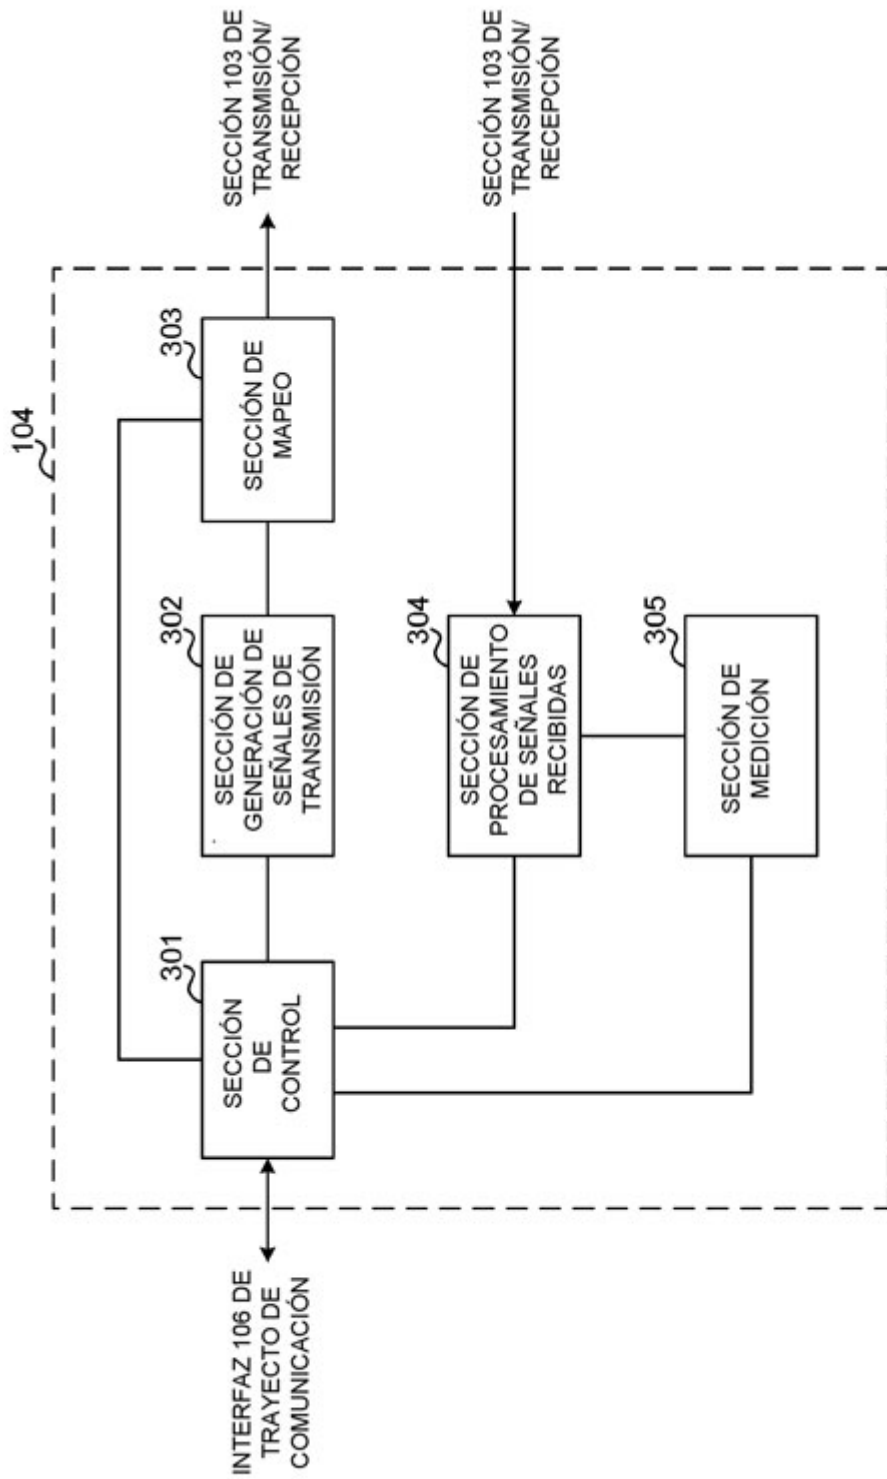 104
INTERFAZ 106 DE
TRAYECTO DE
COMUNICACIÓN
301
SECCIÓN
DE
CONTROL
302
SECCIÓN DE
GENERACIÓN DE
SEÑALES DE
TRANSMISIÓN
303
SECCIÓN DE
MAPEO
SECCIÓN 103 DE
TRANSMISIÓN/
RECEPCIÓN
304
SECCIÓN DE
PROCESAMIENTO
DE SEÑALES
RECIBIDAS
SECCIÓN 103 DE
TRANSMISIÓN/
RECEPCIÓN
305
SECCIÓN DE
MEDICIÓN